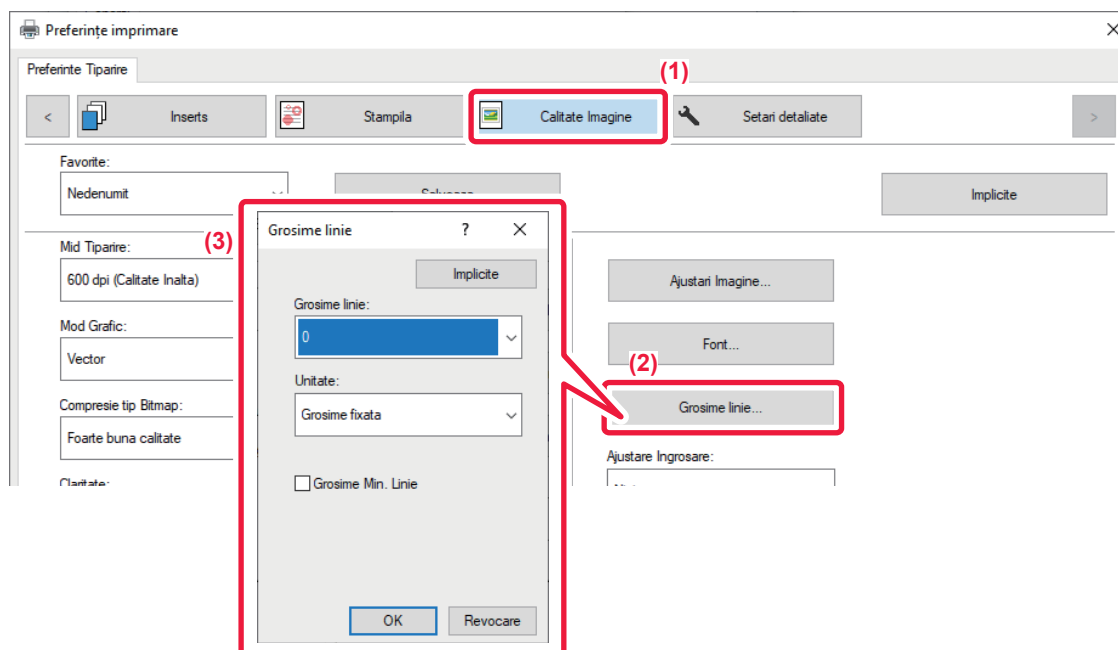 Preferințe imprimare
Preferinte Tiparire
(1)
< Inserts Stampila Calitate Imagine Setari detaliate >
Favorite:
Nedenumit
Implicite
Mid Tiparire:
600 dpi (Calitate Inalta)
Mod Grafic:
Vector
Compresie tip Bitmap:
Foarte buna calitate
Claritate:
(3)
Grosime linie ?
Implicite
Grosime linie:
0
Unitate:
Grosime fixata
Grosime Min. Linie
OK Revocare
Ajustari Imagine...
Font...
(2)
Grosime linie...
Ajustare Ingrosare: